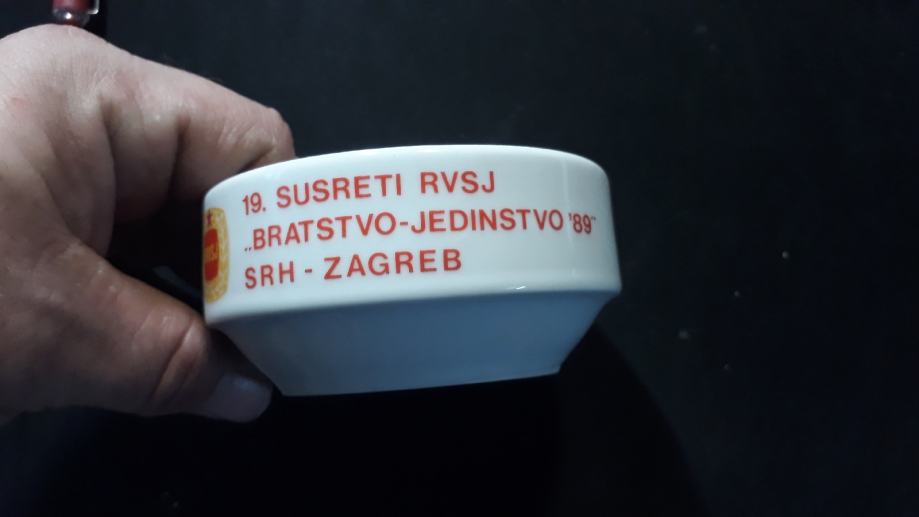 19. SUSRETI RVSJ
„BRATSTVO-JEDINSTVO '89"
SRH - ZAGREB